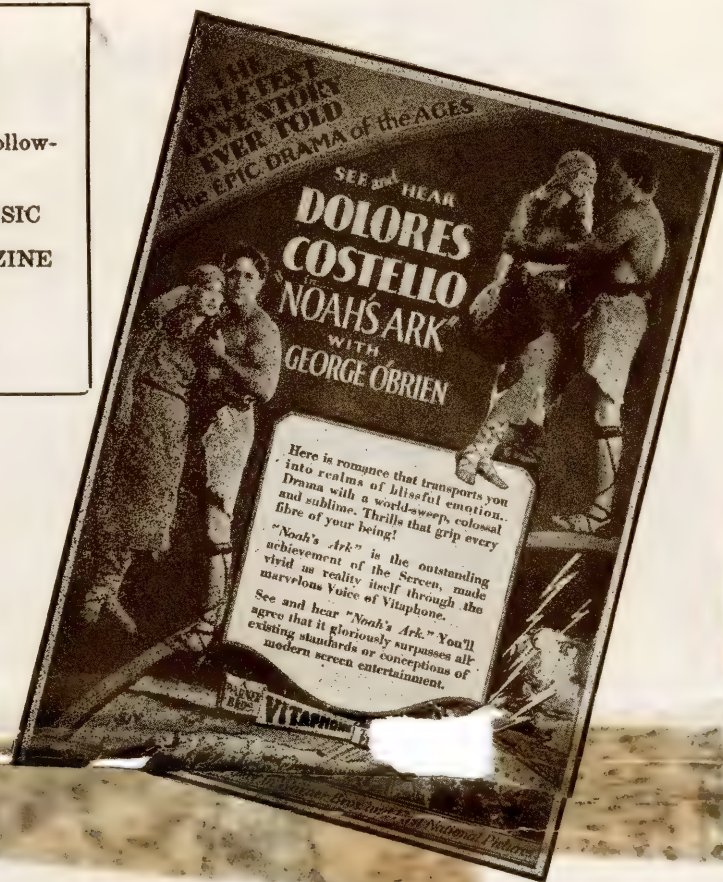 ollow-
SIC
ZINE
THE
SWEETEST
LOVE STORY
EVER TOLD
The EPIC DRAMA of the AGES
SEE and HEAR
DOLORES
COSTELLO
"NOAH'S ARK"
WITH
GEORGE O'BRIEN
Here is romance that transports you
into realms of blissful emotion..
Drama with a world-sweep, colossal
and sublime. Thrills that grip every
fibre of your being!
"Noah's Ark" is the outstanding
achievement of the Screen, made
vivid as reality itself through the
marvelous Voice of Vitaphone.
See and hear "Noah's Ark." You'll
agree that it gloriously surpasses all
existing standards or conceptions of
modern screen entertainment.
A
WARNER
BROS.
VITAPHONE
National Pictures